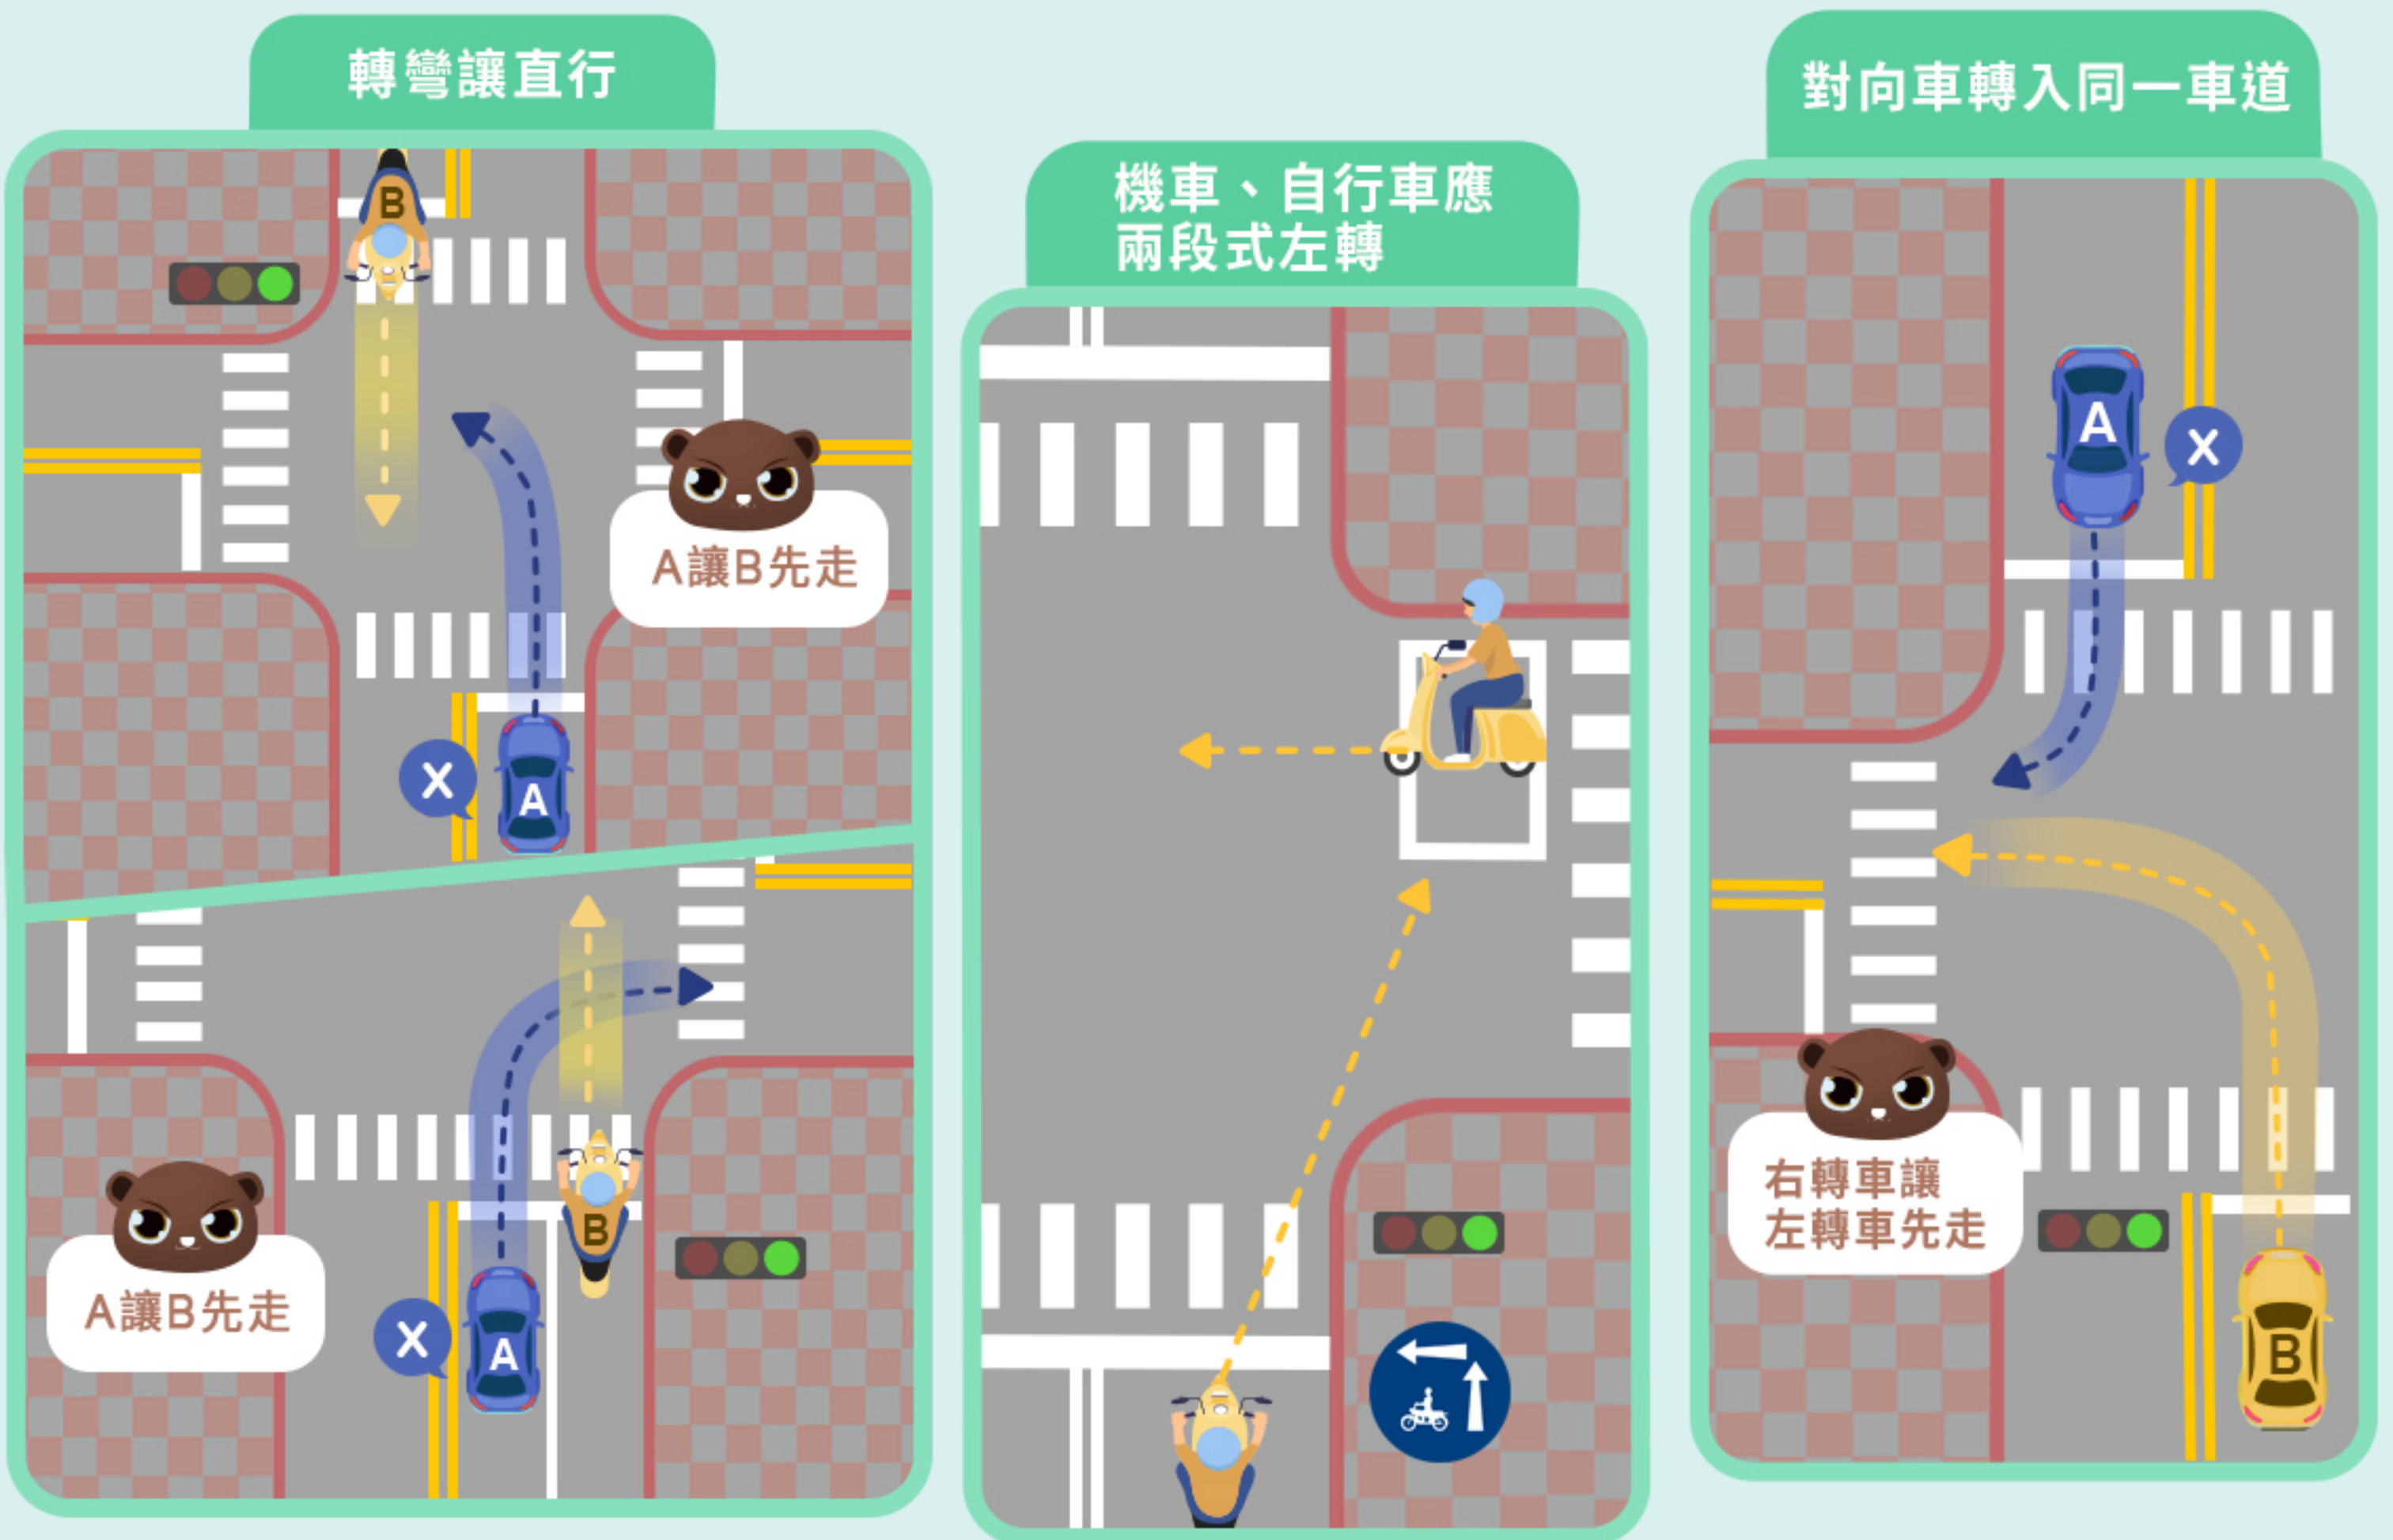 轉彎讓直行
B
A讓B先走
X
A
B
A讓B先走
X
A
機車、自行車應
兩段式左轉
對向車轉入同一車道
A
X
右轉車讓
左轉車先走
B